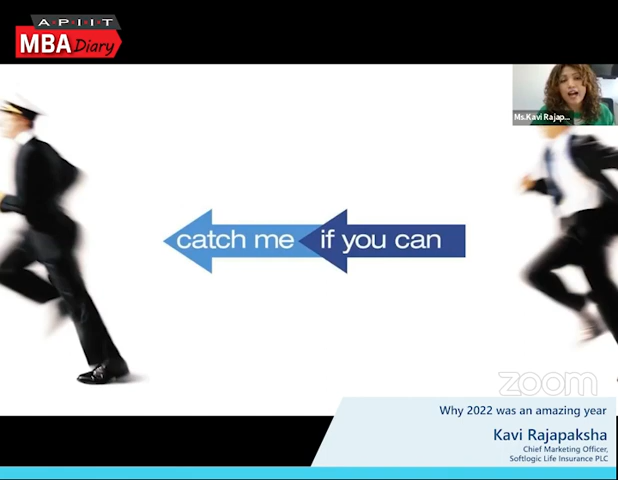 APIIT
MBA Diary
Ms.Kavi Rajap...
catch me if you can
zoom
Why 2022 was an amazing year
Kavi Rajapaksha
Chief Marketing Officer,
Softlogic Life Insurance PLC